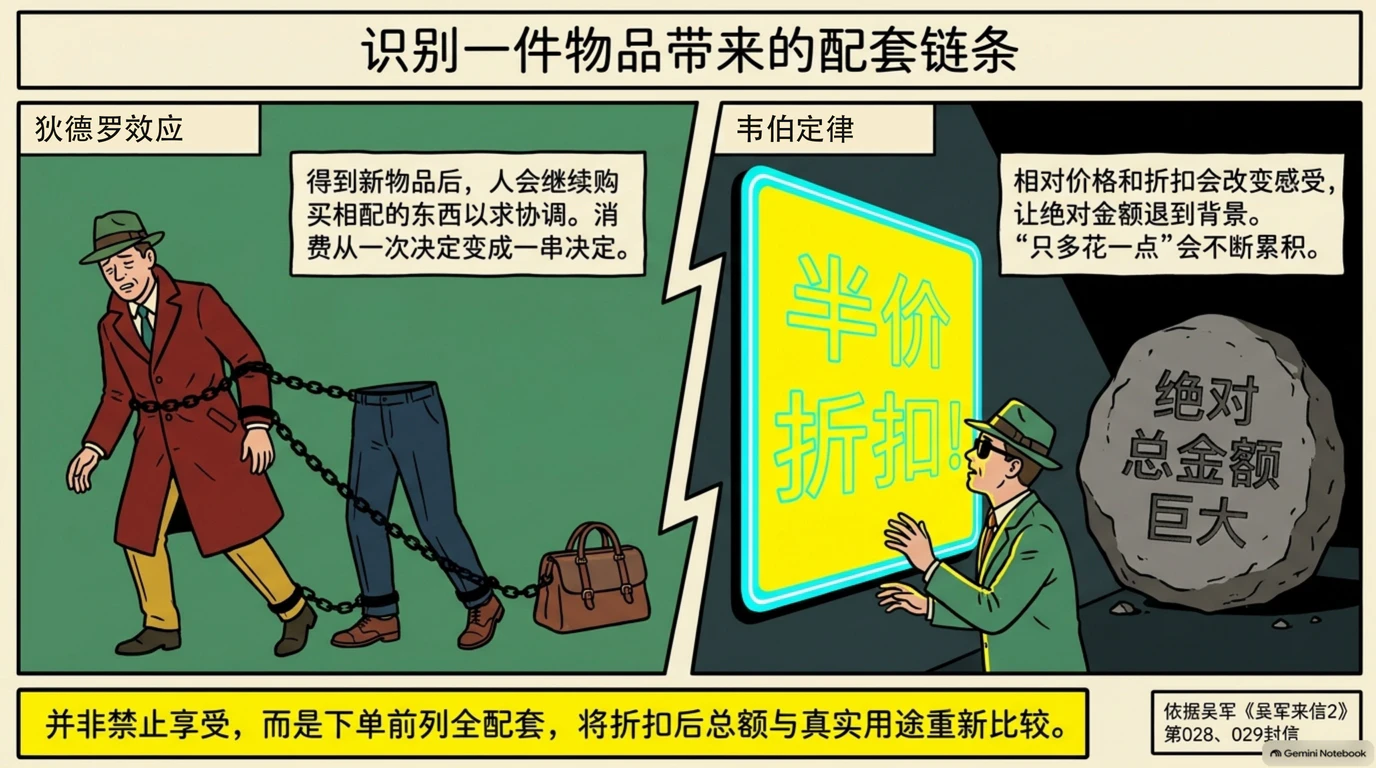 识别一件物品带来的配套链条
狄德罗效应
得到新物品后，人会继续购
买相配的东西以求协调。消
费从一次决定变成一串决定。
韦伯定律
相对价格和折扣会改变感受，
让绝对金额退到背景。
“只多花一点”会不断累积。
半价
折扣!
绝对
总金额
巨大
并非禁止享受，而是下单前列全配套，将折扣后总额与真实用途重新比较。
依据吴军《吴军来信2》
第028、029封信
Gemini Notebook